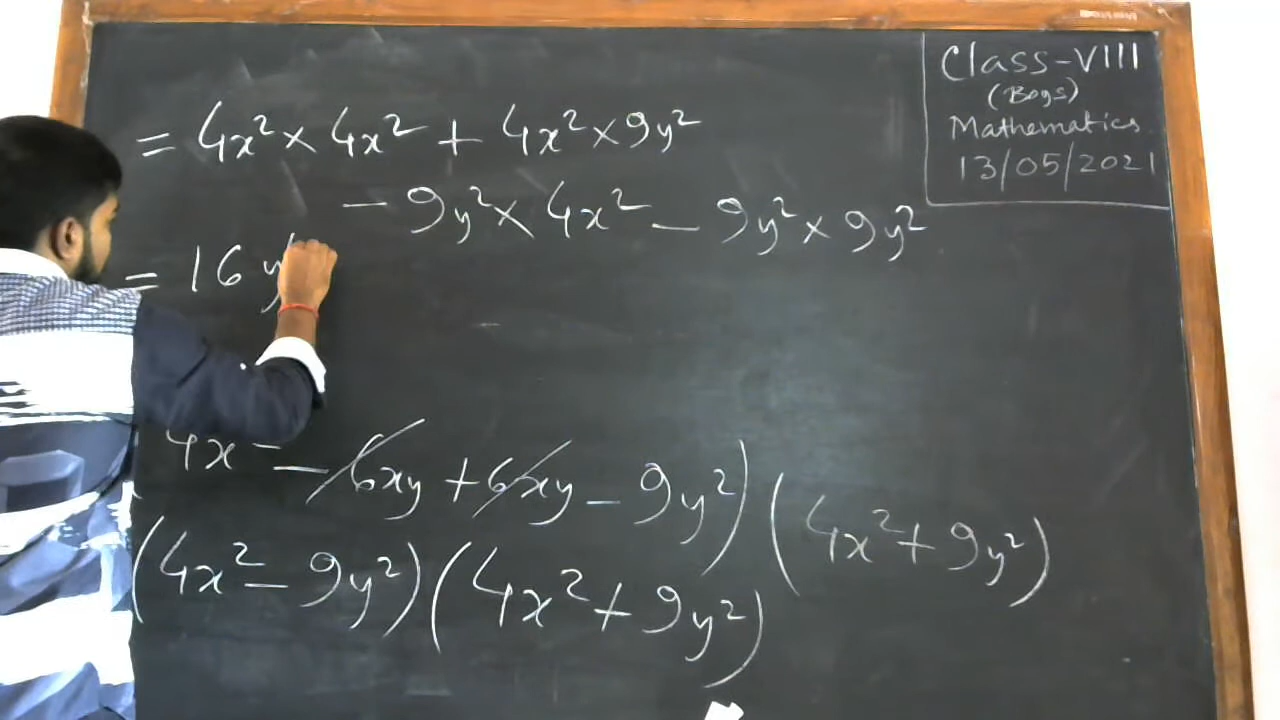 = 4x² × 4x² + 4x² × 9y²
- 9y² × 4x² - 9y² × 9y²
= 16 y
4x² - 6xy + 6xy - 9y²) (4x² + 9y²)
(4x² - 9y²) (4x² + 9y²)
Class-VIII
(Boys)
Mathematics
13/05/2021